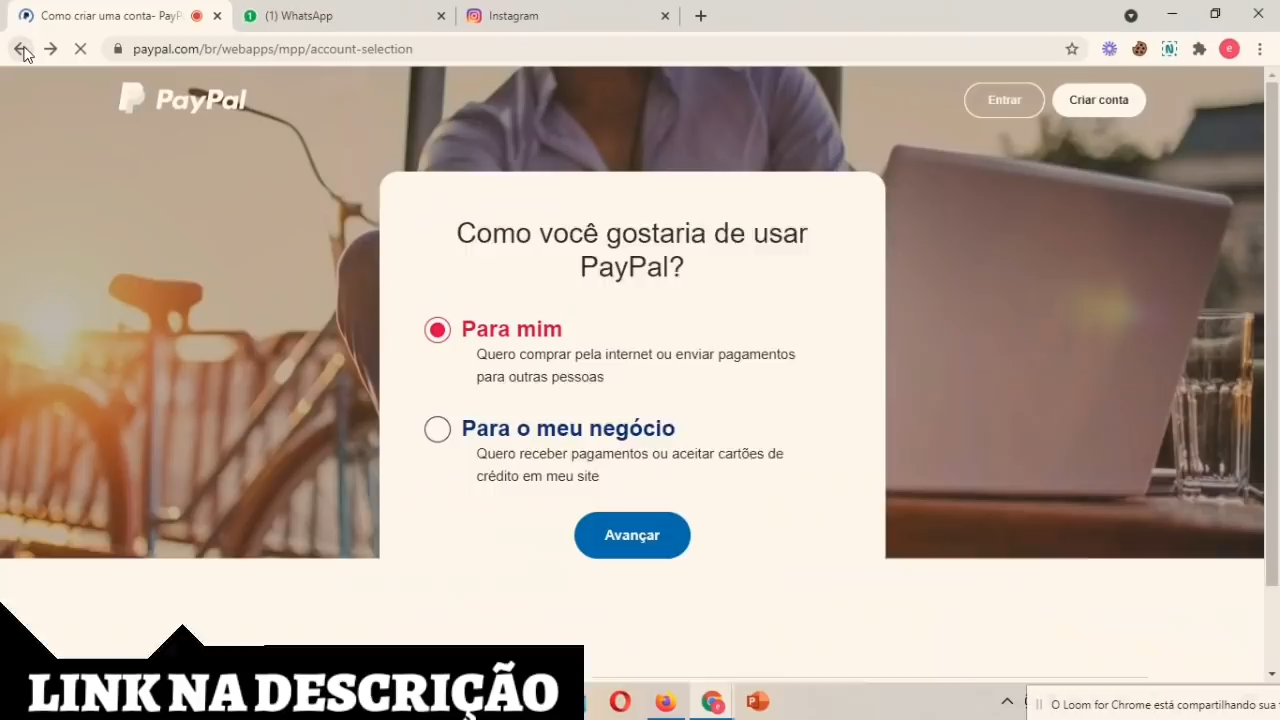 Como criar uma conta- PayP
(1) WhatsApp
Instagram
paypal.com/br/webapps/mpp/account-selection
e
PayPal
Entrar
Criar conta
Como você gostaria de usar
PayPal?
Para mim
Quero comprar pela internet ou enviar pagamentos
para outras pessoas
Para o meu negócio
Quero receber pagamentos ou aceitar cartões de
crédito em meu site
Avançar
LINK NA DESCRIÇÃO
O Loom for Chrome está compartilhando sua